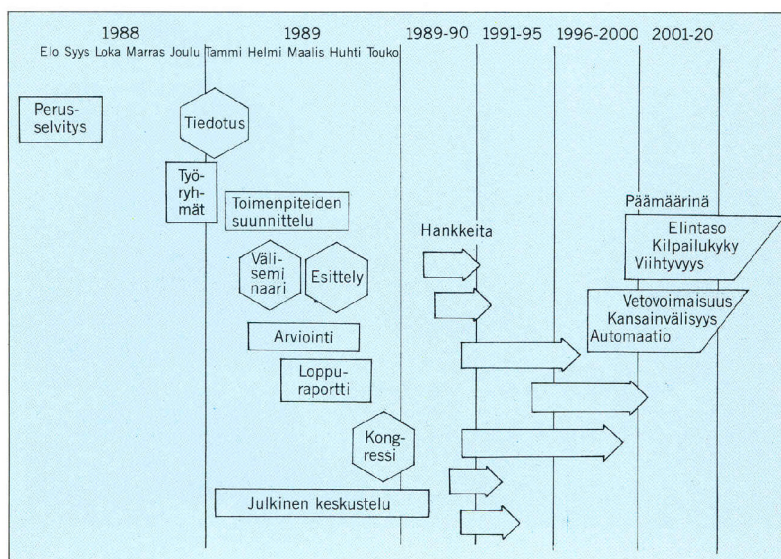 1988 1989 1989-90 1991-95 1996-2000 2001-20
Elo Syys Loka Marras Joulu Tammi Helmi Maalis Huhti Touko
Perus-
selvitys
Tiedotus
Työ-
ryh-
mät
Toimenpiteiden
suunnittelu
Väli-
semi
naari
Esittely
Arviointi
Loppu-
raportti
Kong-
ressi
Julkinen keskustelu
Hankkeita
Päämäärinä
Elintaso
Kilpailukyky
Viihtyvyys
Vetovoimaisuus
Kansainvälisyys
Automaatio